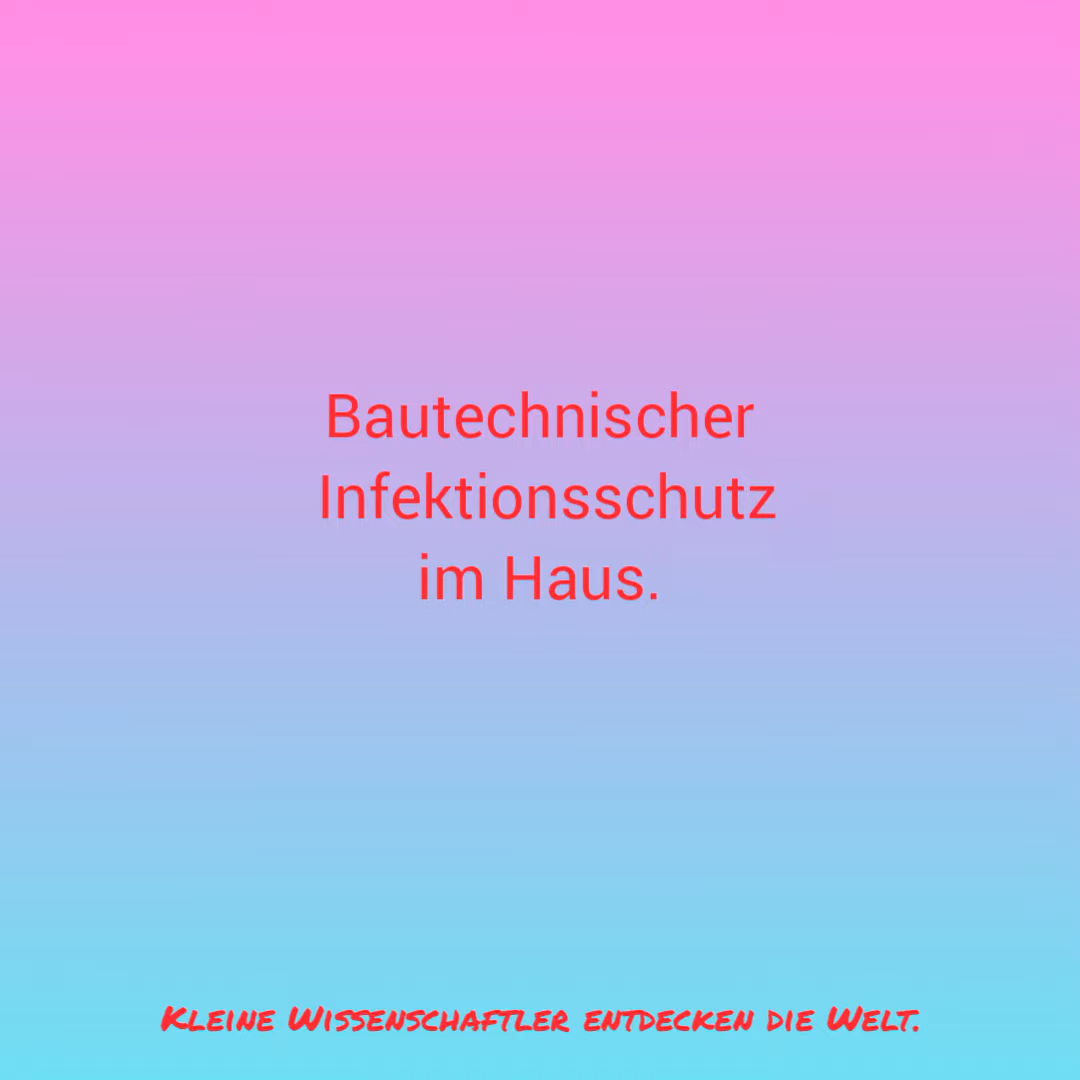 Bautechnischer
Infektionsschutz
im Haus.
Kleine Wissenschaftler entdecken die Welt.